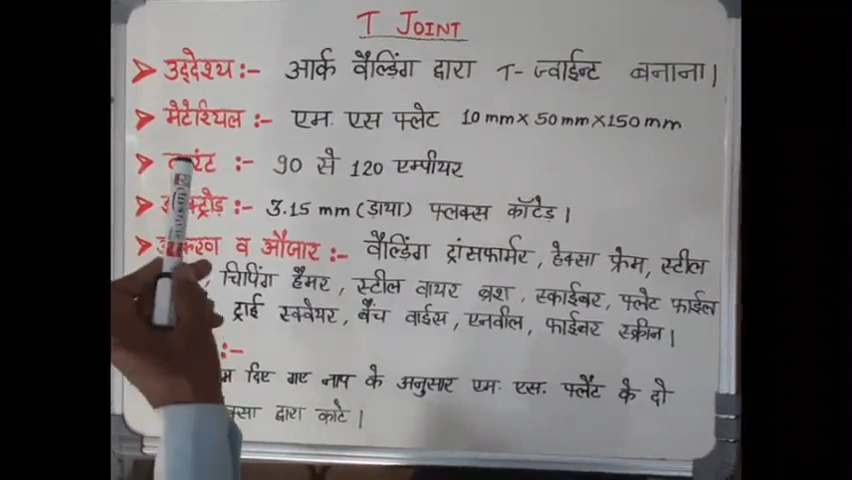 T JOINT
उद्देश्य :- आर्क वैल्डिंग द्वारा T- ज्वाईन्ट बनाना।
मेटेरियल :- एम. एस फ्लेट 10 mm X 50 mm X 150 mm
:- 90 से 120 एम्पीयर
:- 3.15 mm (डाया) फ्लक्स कॉटेड।
व औजार :- वैल्डिंग ट्रांसफार्मर, हेक्सा फ्रेम, स्टील
, चिपिंग हैमर, स्टील वायर ब्रश, स्क्राईबर, फ्लेट फाईल
ट्राई स्क्वेयर, बैंच वाईस, एनवील, फाईबर स्क्रीन।
:-
दिए गए नाप के अनुसार एम. एस. फ्लैट के दो
द्वारा काटे।